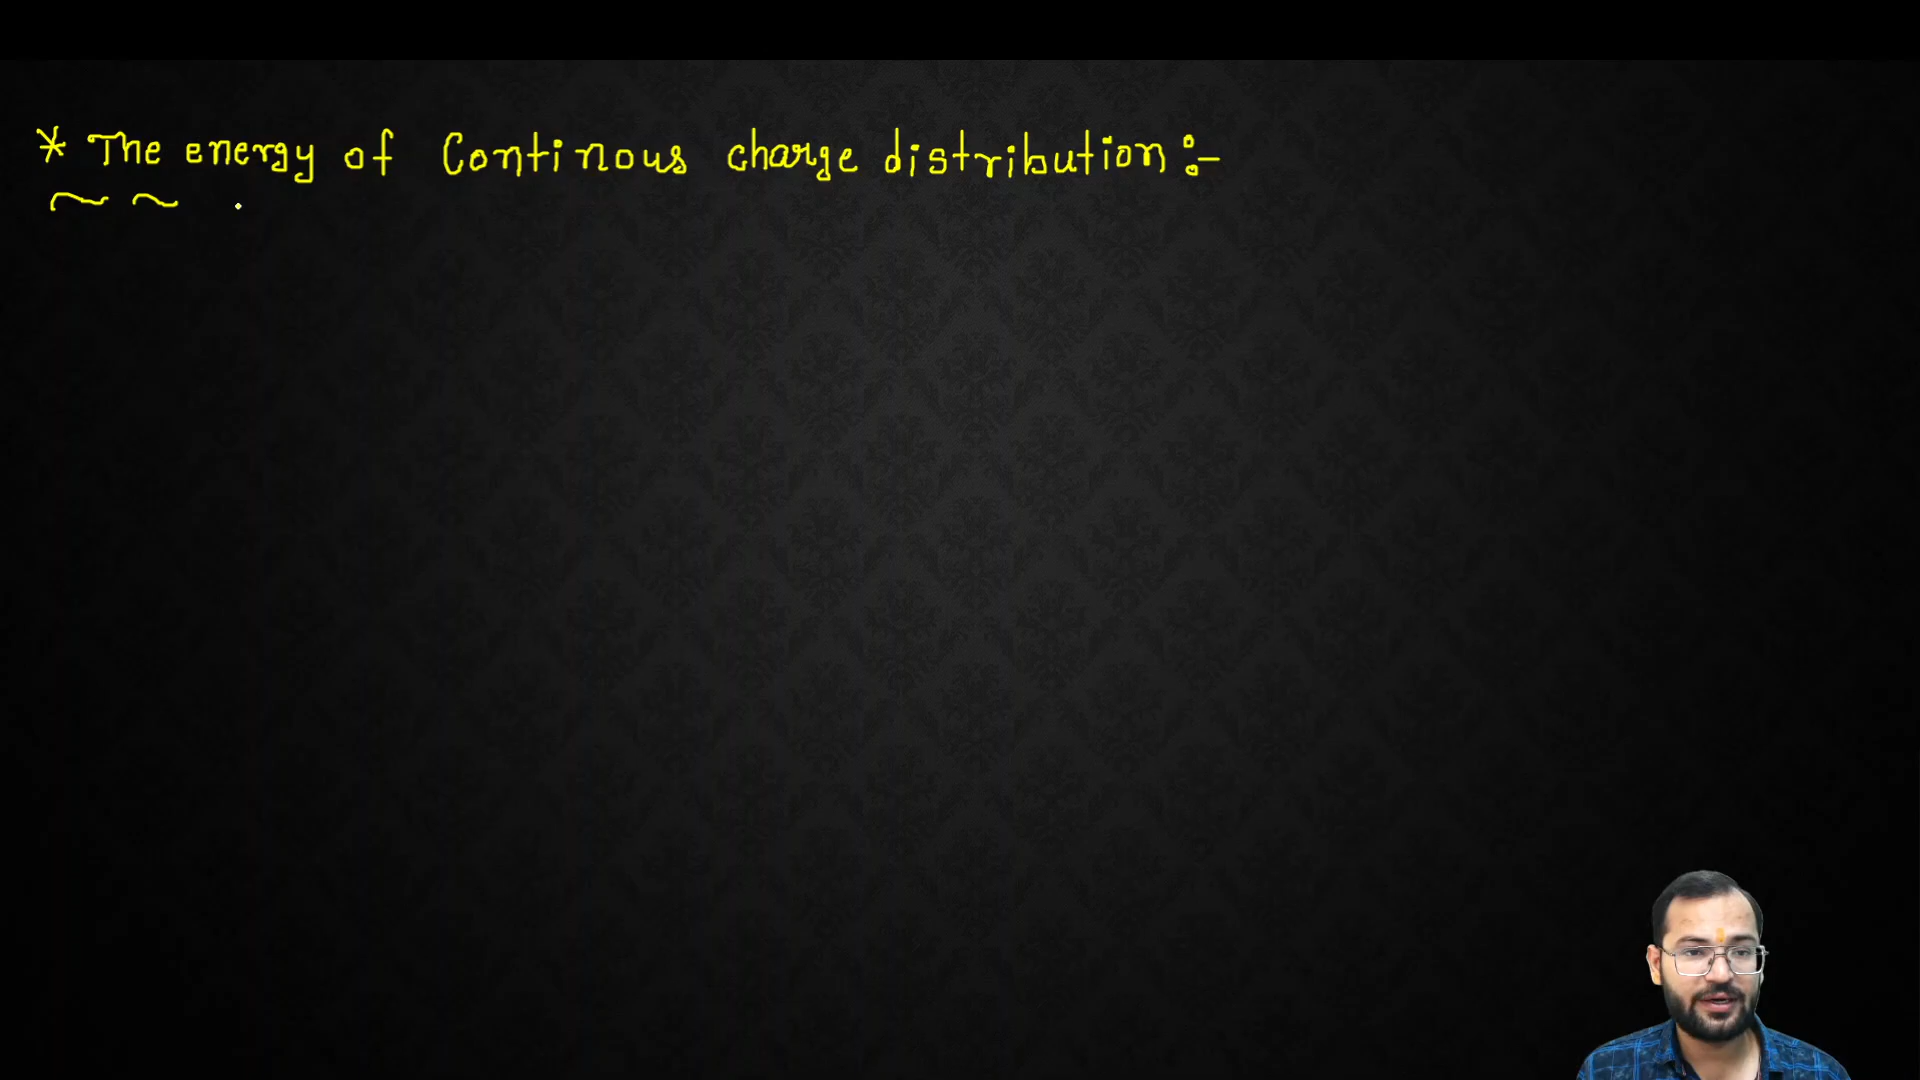 * The energy of Continous charge distribution :-